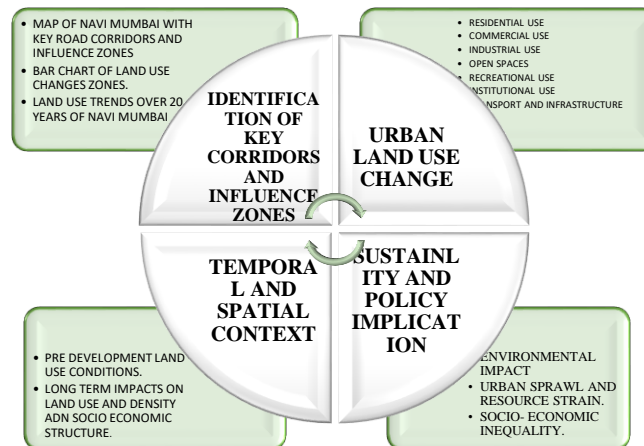 • MAP OF NAVI MUMBAI WITH
KEY ROAD CORRIDORS AND
INFLUENCE ZONES
• BAR CHART OF LAND USE
CHANGES ZONES.
• LAND USE TRENDS OVER 20
YEARS OF NAVI MUMBAI
• RESIDENTIAL USE
• COMMERCIAL USE
• INDUSTRIAL USE
• OPEN SPACES
• RECREATIONAL USE
NSTITUTIONAL USE
ANSPORT AND INFRASTRUCTURE
IDENTIFICA
TION OF
KEY
CORRIDORS
AND
INFLUENCE
ZONES
URBAN
LAND USE
CHANGE
TEMPORA
L AND
SPATIAL
CONTEXT
SUSTAINL
ITY AND
POLICY
IMPLICAT
ION
• PRE DEVELOPMENT LAND
USE CONDITIONS.
• LONG TERM IMPACTS ON
LAND USE AND DENSITY
ADN SOCIO ECONOMIC
STRUCTURE.
ENVIRONMENTAL
IMPACT
• URBAN SPRAWL AND
RESOURCE STRAIN.
• SOCIO- ECONOMIC
INEQUALITY.